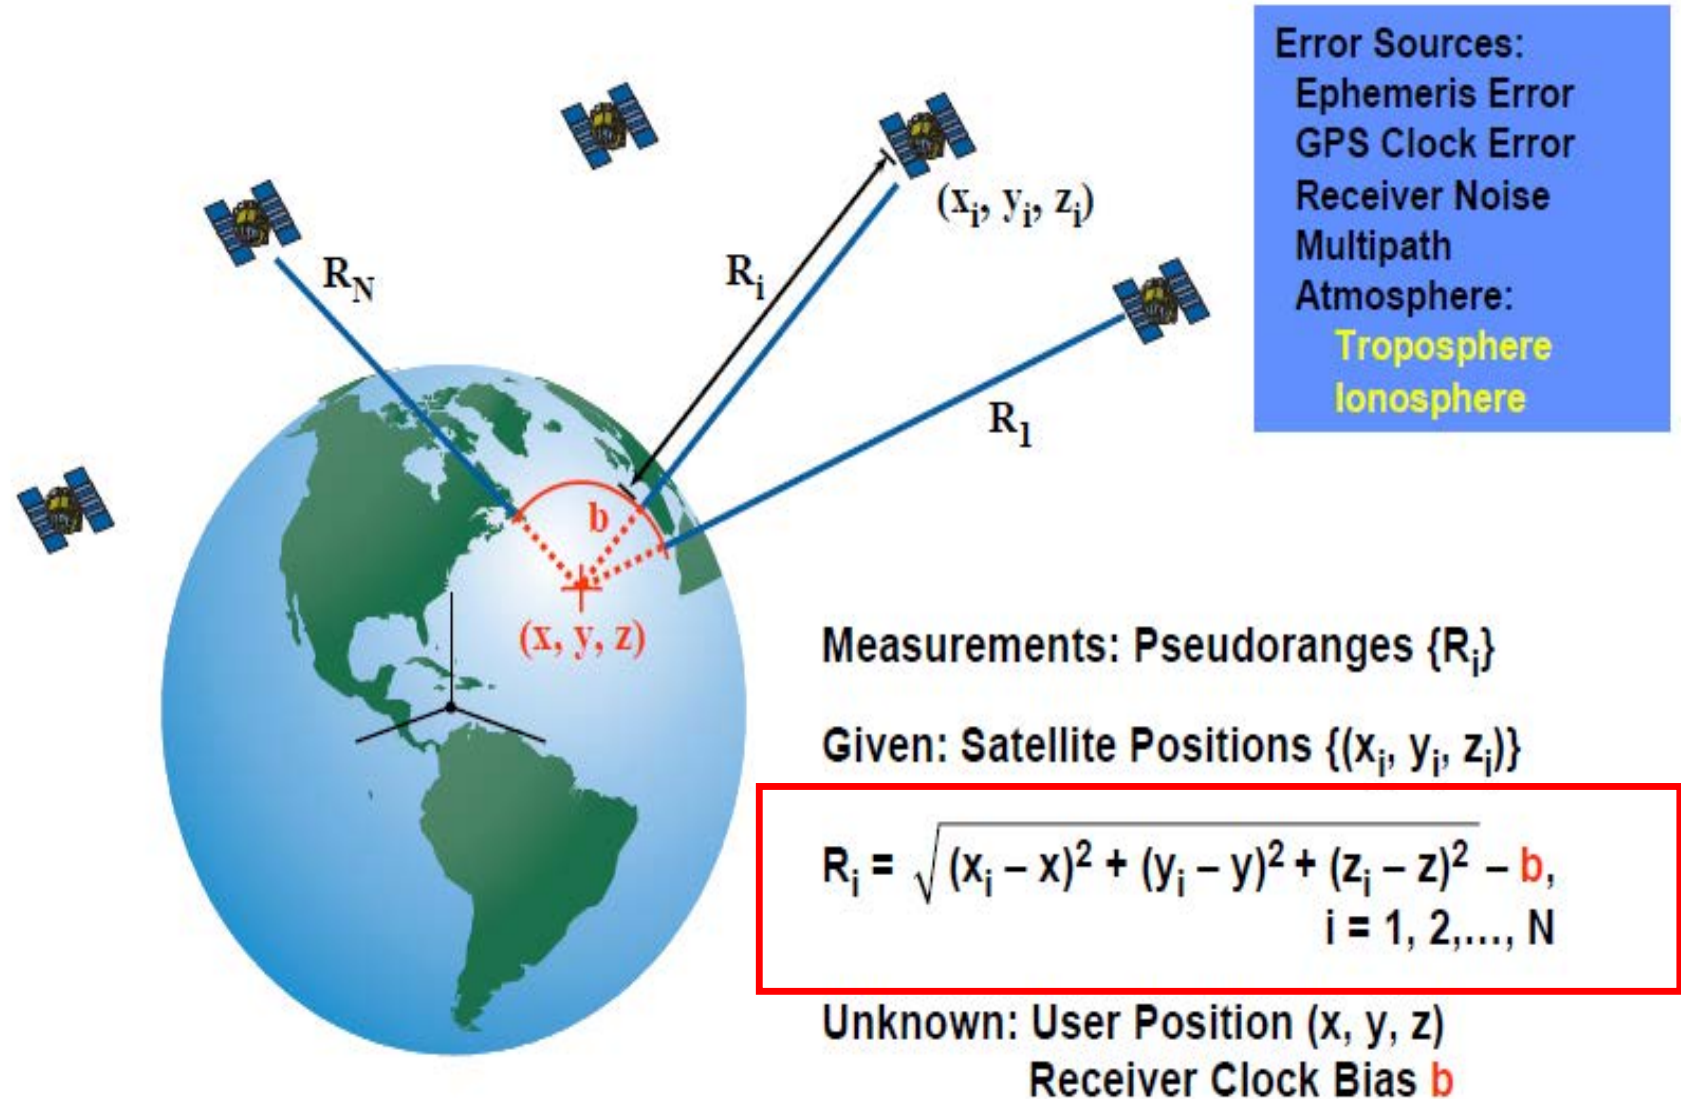 Error Sources:
Ephemeris Error
GPS Clock Error
Receiver Noise
Multipath
Atmosphere:
Troposphere
Ionosphere
(xᵢ, yᵢ, zᵢ)
R_N
Rᵢ
R₁
b
(x, y, z)
Measurements: Pseudoranges {Rᵢ}
Given: Satellite Positions {(xᵢ, yᵢ, zᵢ)}
Rᵢ = √(xᵢ – x)² + (yᵢ – y)² + (zᵢ – z)² – b,
i = 1, 2,..., N
Unknown: User Position (x, y, z)
Receiver Clock Bias b